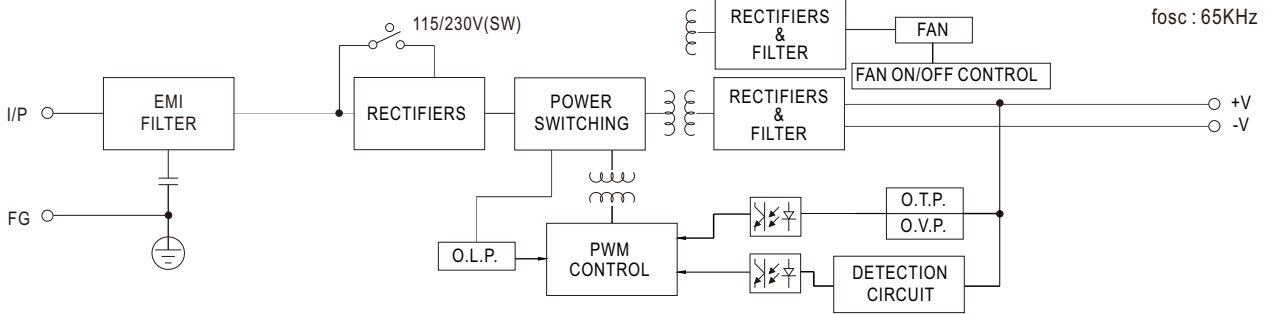 115/230V(SW)
RECTIFIERS
&
FILTER
FAN
fosc : 65KHz
FAN ON/OFF CONTROL
I/P
EMI
FILTER
RECTIFIERS
POWER
SWITCHING
RECTIFIERS
&
FILTER
+V
-V
FG
O.L.P.
PWM
CONTROL
O.T.P.
O.V.P.
DETECTION
CIRCUIT